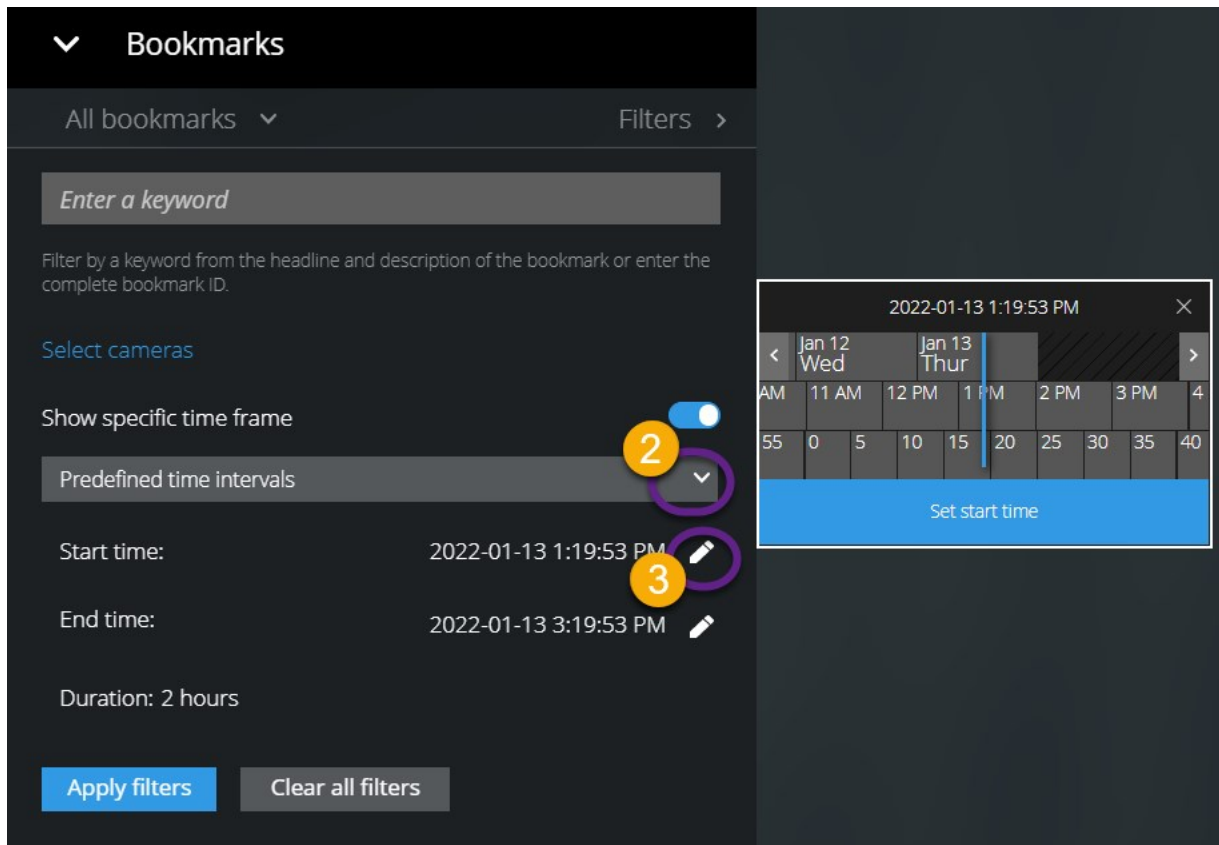 Bookmarks
All bookmarks
Filters
Enter a keyword
Filter by a keyword from the headline and description of the bookmark or enter the
complete bookmark ID.
Select cameras
Show specific time frame
2
Predefined time intervals
Start time: 2022-01-13 1:19:53 PM
3
End time: 2022-01-13 3:19:53 PM
Duration: 2 hours
Apply filters
Clear all filters
2022-01-13 1:19:53 PM
Jan 12 Jan 13
Wed Thur
AM 11 AM 12 PM 1 PM 2 PM 3 PM 4
55 0 5 10 15 20 25 30 35 40
Set start time